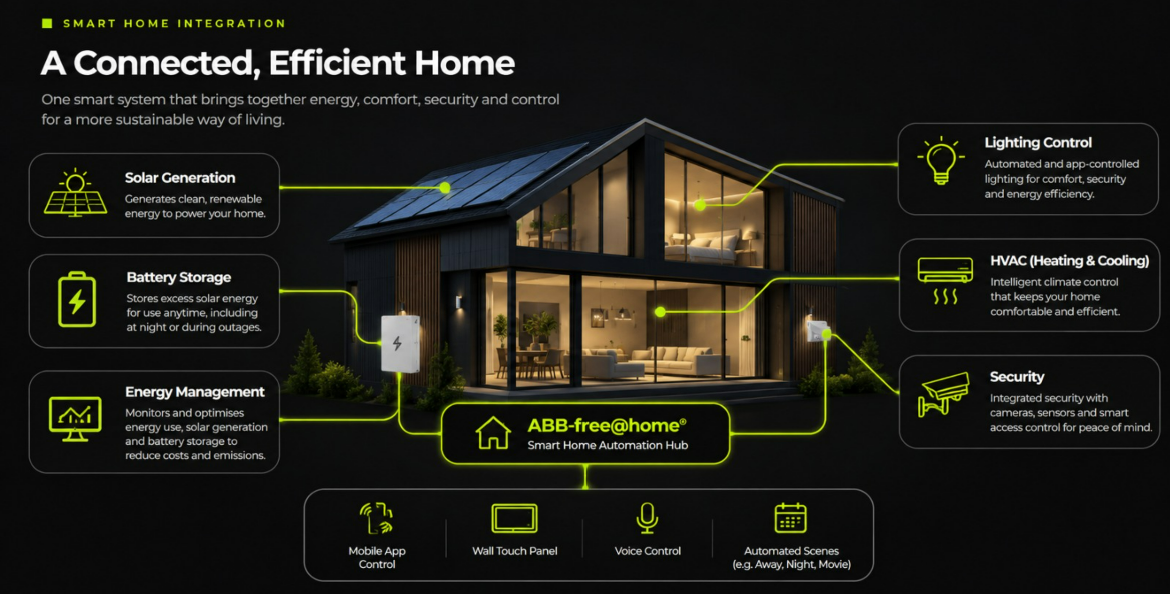 SMART HOME INTEGRATION
A Connected, Efficient Home
One smart system that brings together energy, comfort, security and control
for a more sustainable way of living.
Solar Generation
Generates clean, renewable
energy to power your home.
Battery Storage
Stores excess solar energy
for use anytime, including
at night or during outages.
Energy Management
Monitors and optimises
energy use, solar generation
and battery storage to
reduce costs and emissions.
Lighting Control
Automated and app-controlled
lighting for comfort, security
and energy efficiency.
HVAC (Heating & Cooling)
Intelligent climate control
that keeps your home
comfortable and efficient.
Security
Integrated security with
cameras, sensors and smart
access control for peace of mind.
ABB-free@home®
Smart Home Automation Hub
Mobile App
Control
Wall Touch Panel
Voice Control
Automated Scenes
(e.g. Away, Night, Movie)